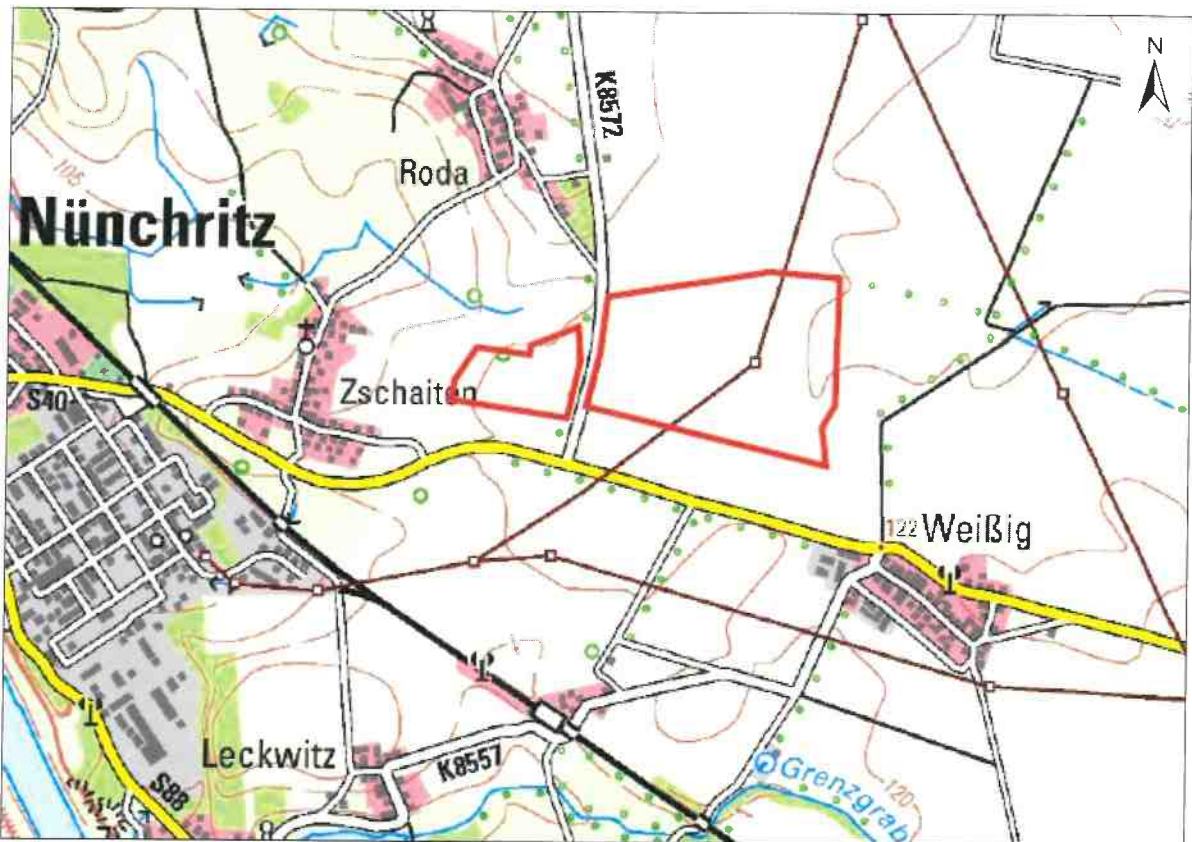 N
K8572
105
Roda
Nünchritz
Zschaiten
S40
122 Weißig
Leckwitz
K8557
S88
Grenzgrab
120